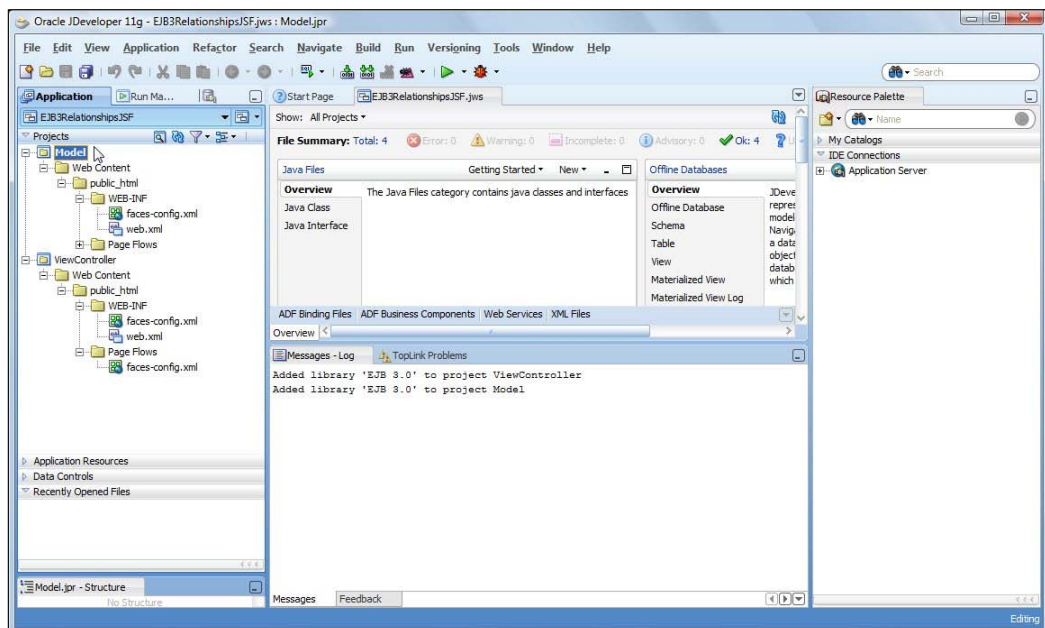 Oracle JDeveloper 11g - EJB3RelationshipsJSF.jws : Model.jpr
File Edit View Application Refactor Search Navigate Build Run Versioning Tools Window Help
Search
Application
Run Ma...
EJB3RelationshipsJSF
Projects
Model
Web Content
public_html
WEB-INF
faces-config.xml
web.xml
Page Flows
ViewController
Web Content
public_html
WEB-INF
faces-config.xml
web.xml
Page Flows
faces-config.xml
Application Resources
Data Controls
Recently Opened Files
Model.jpr - Structure
No Structure
Start Page
EJB3RelationshipsJSF.jws
Show: All Projects
File Summary: Total: 4 Error: 0 Warning: 0 Incomplete: 0 Advisory: 0 Ok: 4
Java Files Getting Started New
Overview
Java Class
Java Interface
The Java Files category contains java classes and interfaces
Offline Databases
Overview
Offline Database
Schema
Table
View
Materialized View
Materialized View Log
JDeve
repres
model
Naviga
a data
object
datab
which
ADF Binding Files ADF Business Components Web Services XML Files
Overview
Messages - Log
TopLink Problems
Added library 'EJB 3.0' to project ViewController
Added library 'EJB 3.0' to project Model
Messages Feedback
Resource Palette
Name
My Catalogs
IDE Connections
Application Server
Editing